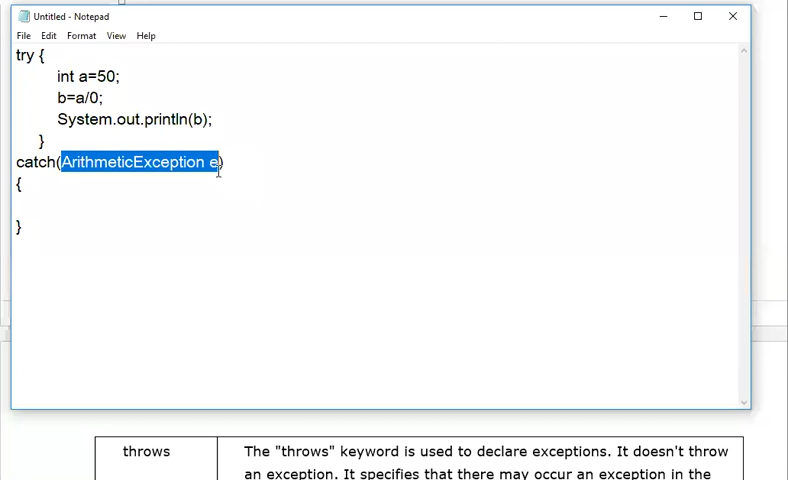 Untitled - Notepad
File Edit Format View Help
try {
int a=50;
b=a/0;
System.out.println(b);
}
catch(ArithmeticException e)
{
}
throws
The "throws" keyword is used to declare exceptions. It doesn't throw
an exception. It specifies that there may occur an exception in the